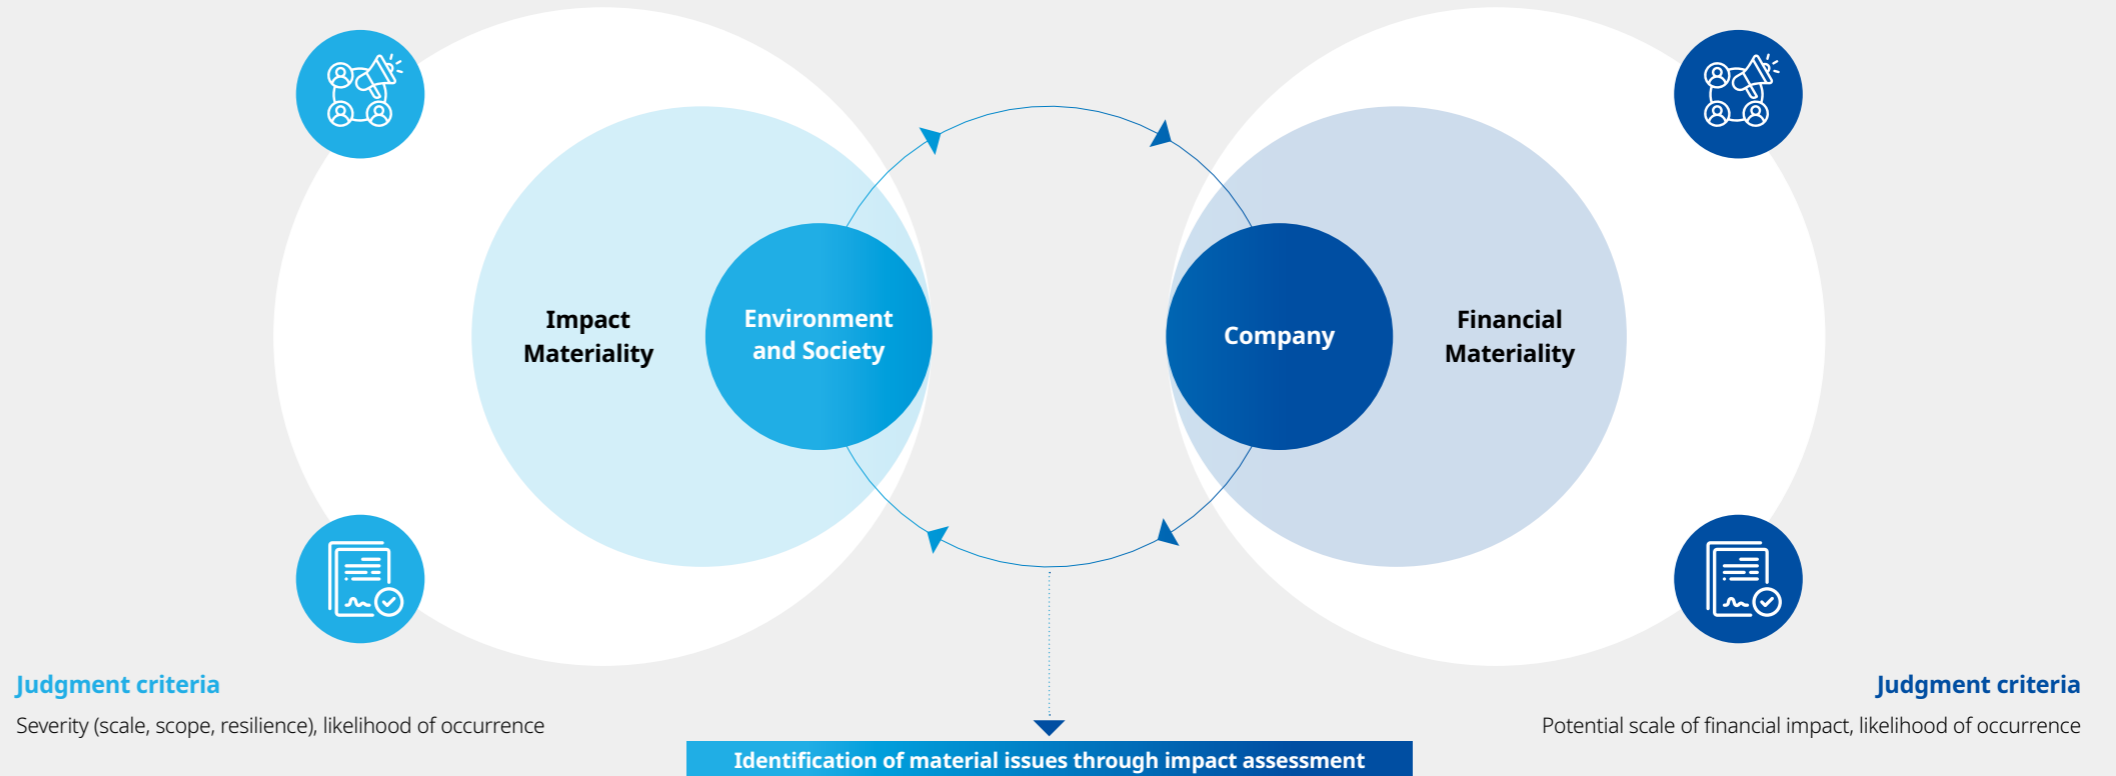 Impact
Materiality
Environment
and Society
Company
Financial
Materiality
Judgment criteria
Severity (scale, scope, resilience), likelihood of occurrence
Judgment criteria
Potential scale of financial impact, likelihood of occurrence
Identification of material issues through impact assessment